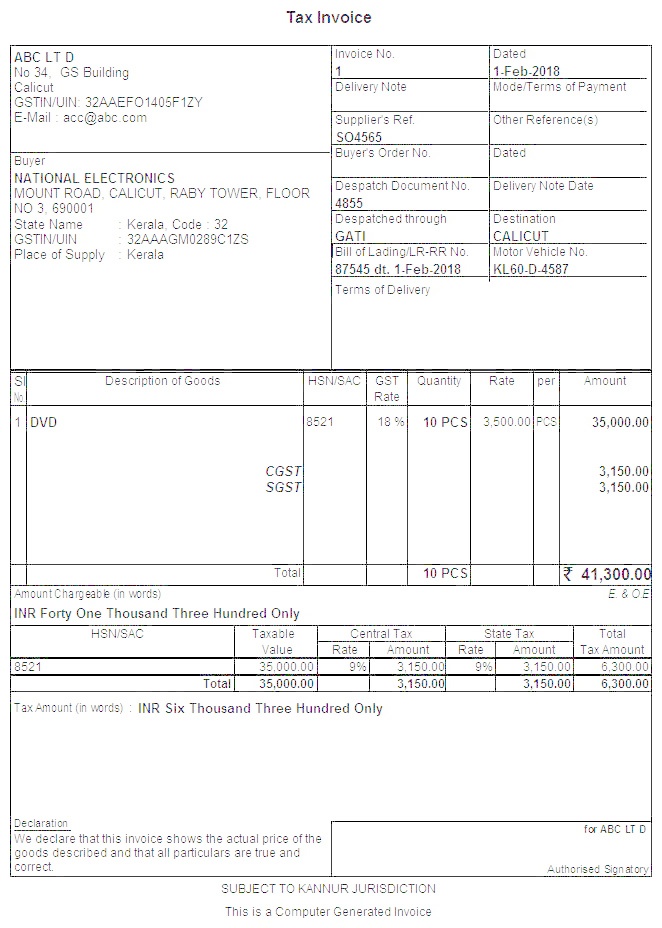 Tax Invoice
ABC LT D
No 34, GS Building
Calicut
GSTIN/UIN: 32AAEFO1405F1ZY
E-Mail : acc@abc.com
Invoice No.
1
Dated
1-Feb-2018
Delivery Note
Mode/Terms of Payment
Supplier's Ref.
SO4565
Other Reference(s)
Buyer
NATIONAL ELECTRONICS
MOUNT ROAD, CALICUT, RABY TOWER, FLOOR
NO 3, 690001
State Name : Kerala, Code : 32
GSTIN/UIN : 32AAAGM0289C1ZS
Place of Supply : Kerala
Buyer's Order No.
Dated
Despatch Document No.
4855
Delivery Note Date
Despatched through
GATI
Destination
CALICUT
Bill of Lading/LR-RR No.
87545 dt. 1-Feb-2018
Motor Vehicle No.
KL60-D-4587
Terms of Delivery
Sl Description of Goods HSN/SAC GST Quantity Rate per Amount
No Rate
1 DVD 8521 18 % 10 PCS 3,500.00 PCS 35,000.00
CGST 3,150.00
SGST 3,150.00
Total 10 PCS ₹ 41,300.00
Amount Chargeable (in words) E. & O.E
INR Forty One Thousand Three Hundred Only
HSN/SAC Taxable Central Tax State Tax Total
Value Rate Amount Rate Amount Tax Amount
8521 35,000.00 9% 3,150.00 9% 3,150.00 6,300.00
Total 35,000.00 3,150.00 3,150.00 6,300.00
Tax Amount (in words) : INR Six Thousand Three Hundred Only
Declaration
We declare that this invoice shows the actual price of the
goods described and that all particulars are true and
correct.
for ABC LT D
Authorised Signatory
SUBJECT TO KANNUR JURISDICTION
This is a Computer Generated Invoice